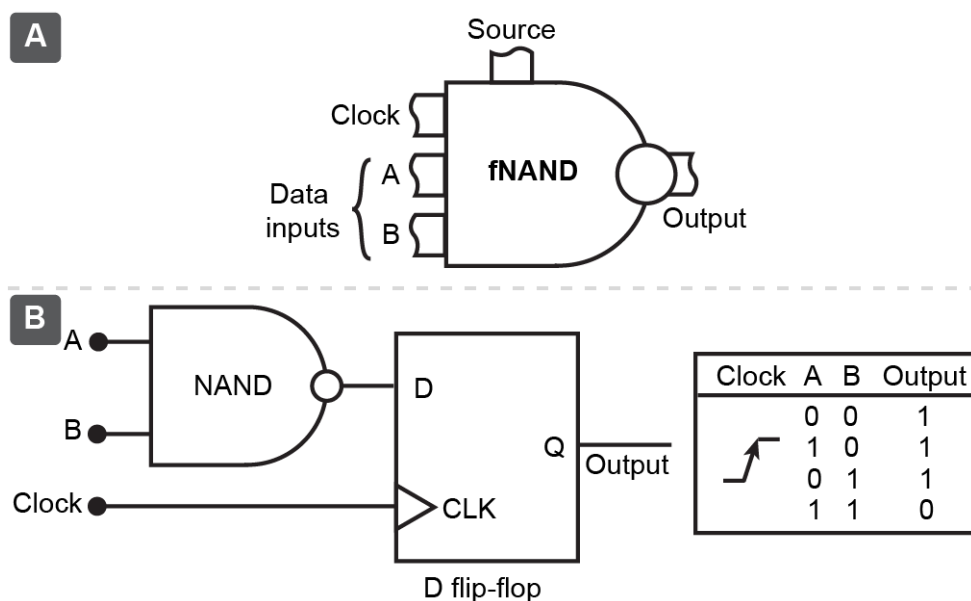 A
Source
Clock
A
Data
inputs
B
fNAND
Output
B
A
NAND
B
Clock
D
Q
CLK
Output
D flip-flop
Clock A B Output
0 0 1
1 0 1
0 1 1
1 1 0